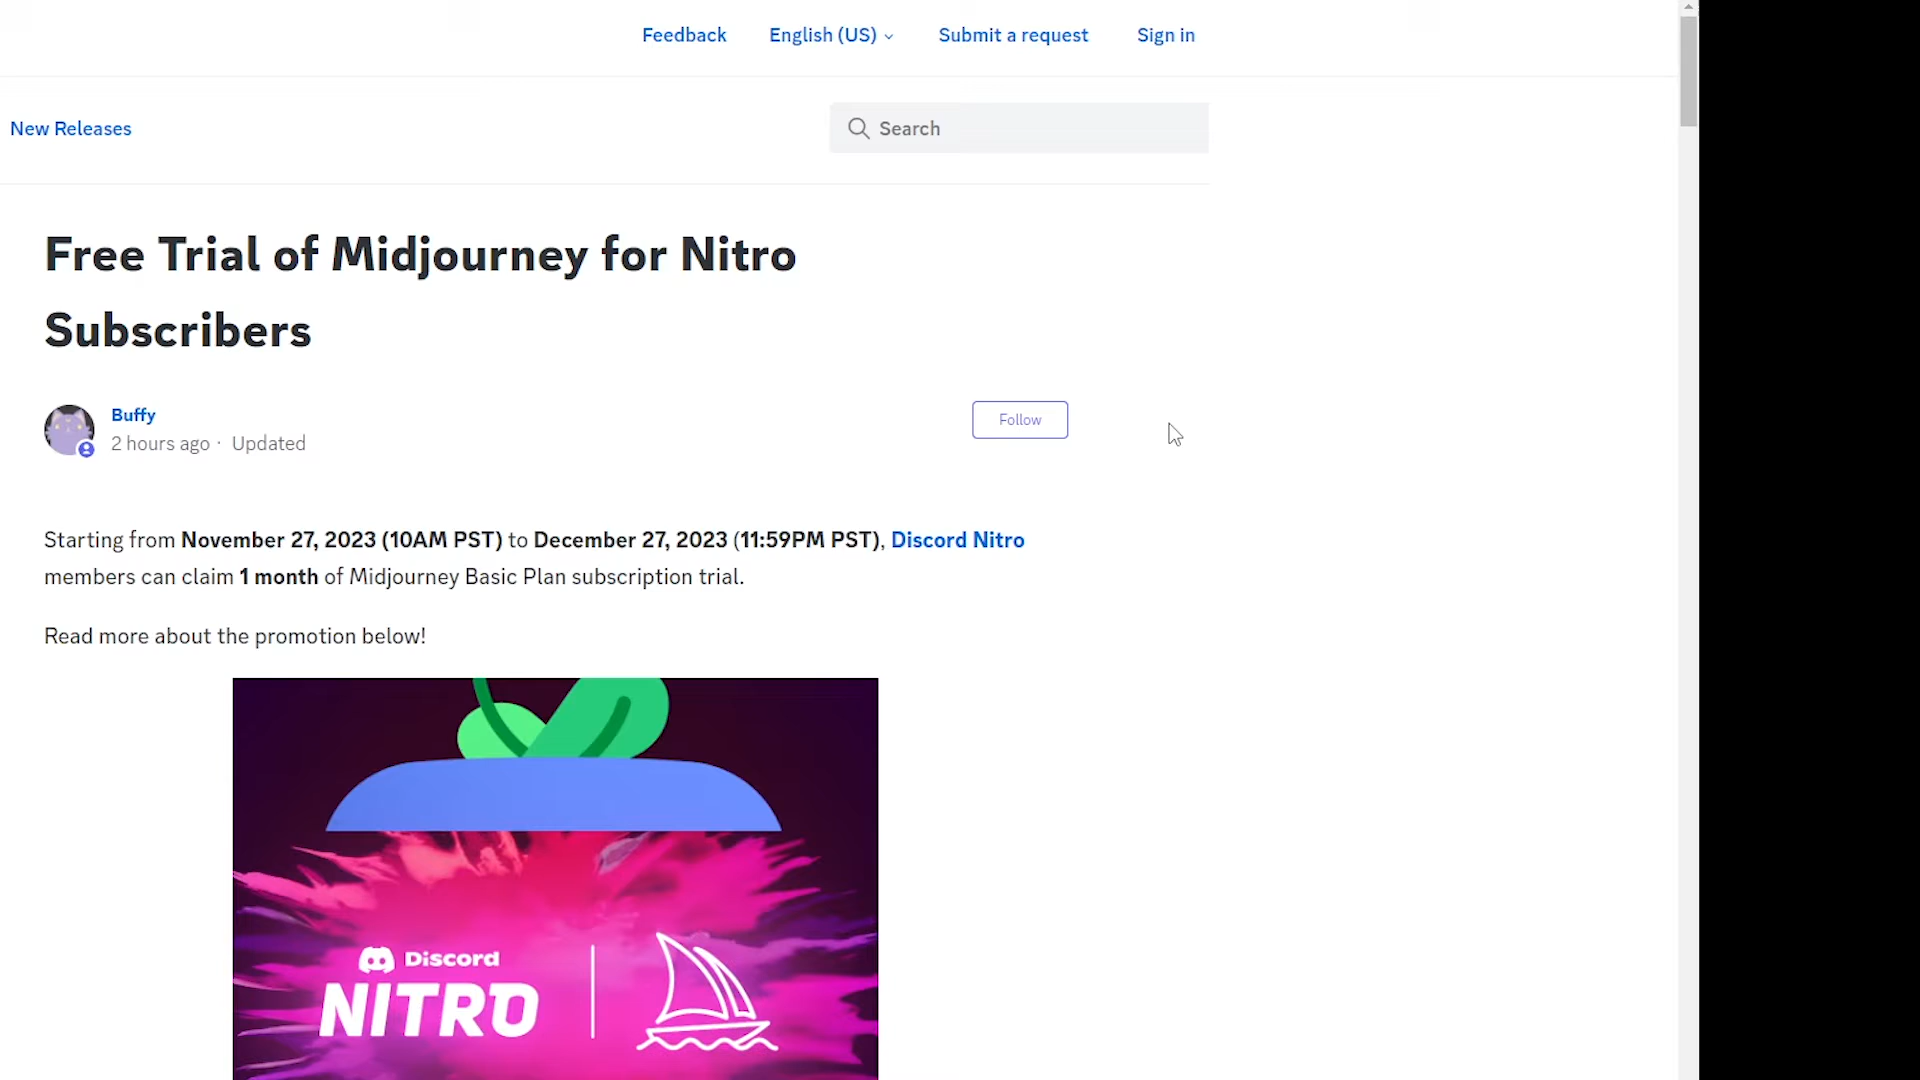 Feedback English (US) Submit a request Sign in
New Releases Search
Free Trial of Midjourney for Nitro
Subscribers
Buffy
2 hours ago · Updated
Follow
Starting from November 27, 2023 (10AM PST) to December 27, 2023 (11:59PM PST), Discord Nitro
members can claim 1 month of Midjourney Basic Plan subscription trial.
Read more about the promotion below!
Discord
NITRO